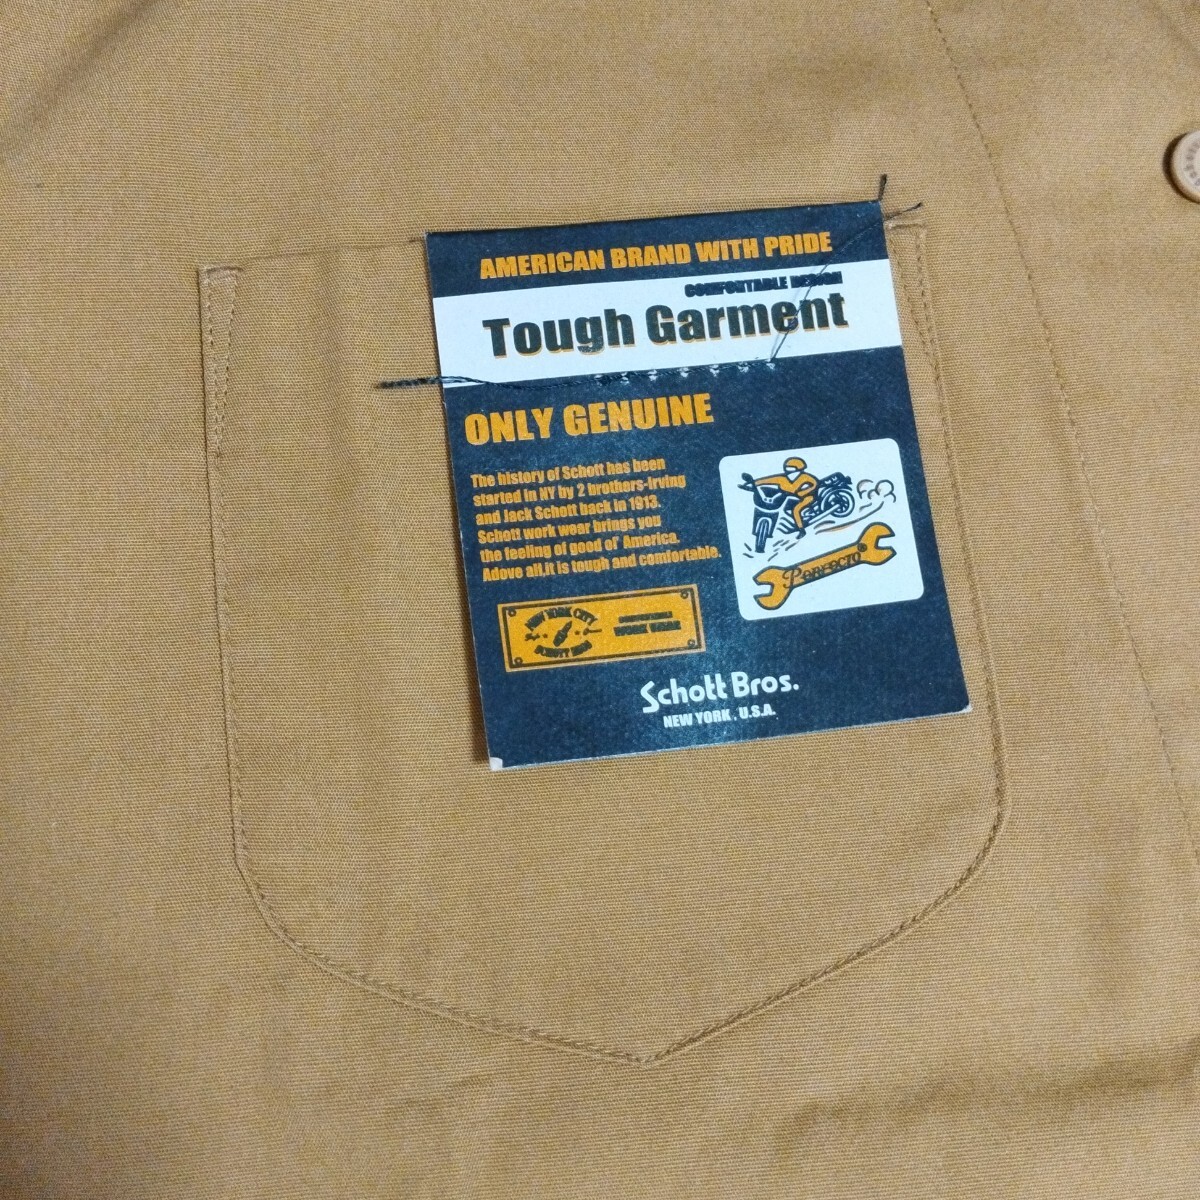 AMERICAN BRAND WITH PRIDE
COMFORTABLE DESIGN
Tough Garment
ONLY GENUINE
The history of Schott has been
started in NY by 2 brothers-Irving
and Jack Schott back in 1913.
Schott work wear brings you
the feeling of good ol' America.
Adove all,it is tough and comfortable.
PERFECTO®
NEW YORK CITY
SCHOTT BROS
WORK WEAR
Schott Bros.
NEW YORK , U.S.A.